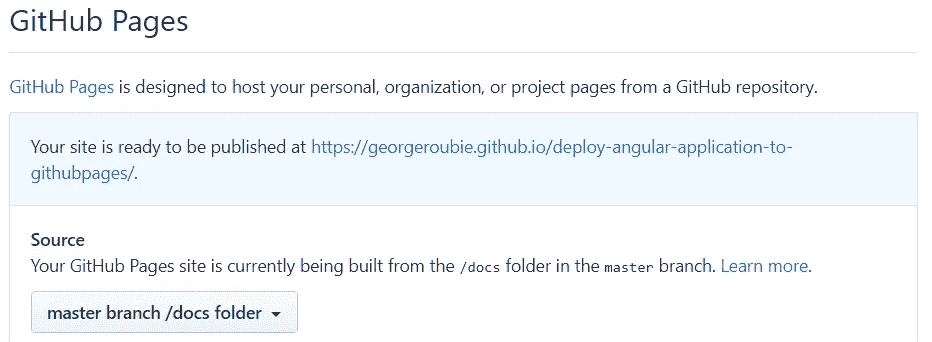 GitHub Pages
GitHub Pages is designed to host your personal, organization, or project pages from a GitHub repository.
Your site is ready to be published at https://georgeroubie.github.io/deploy-angular-application-to-
githubpages/.
Source
Your GitHub Pages site is currently being built from the /docs folder in the master branch. Learn more.
master branch /docs folder